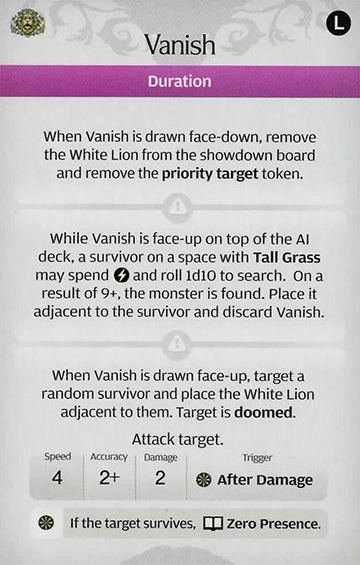 L
Vanish
Duration
When Vanish is drawn face-down, remove
the White Lion from the showdown board
and remove the priority target token.
While Vanish is face-up on top of the AI
deck, a survivor on a space with Tall Grass
may spend and roll 1d10 to search. On a
result of 9+, the monster is found. Place it
adjacent to the survivor and discard Vanish.
When Vanish is drawn face-up, target a
random survivor and place the White Lion
adjacent to them. Target is doomed.
Attack target.
Speed Accuracy Damage Trigger
4 2+ 2 After Damage
If the target survives, Zero Presence.